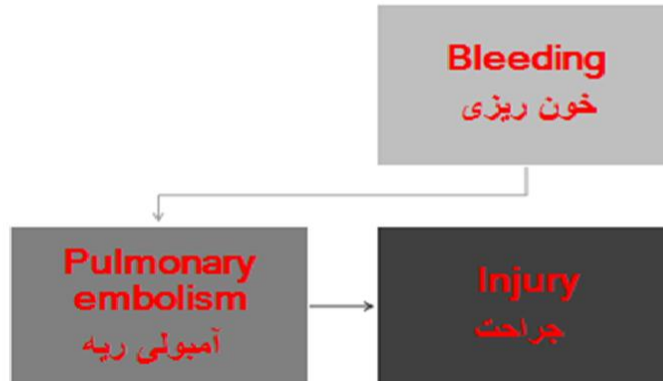 Bleeding
خون ریزی
Pulmonary
embolism
آمبولی ریه
Injury
جراحت